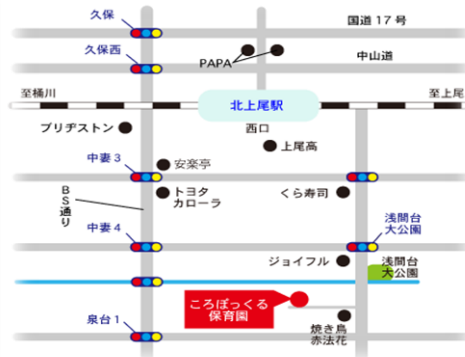 久保
国道17号
久保西
PAPA
中山道
至桶川
北上尾駅
至上尾
ブリヂストン
西口
上尾高
中妻3
安楽亭
トヨタ
カローラ
くら寿司
BS通り
中妻4
浅間台
大公園
ジョイフル
浅間台
大公園
ころぽっくる
保育園
泉台1
焼き鳥
赤法花